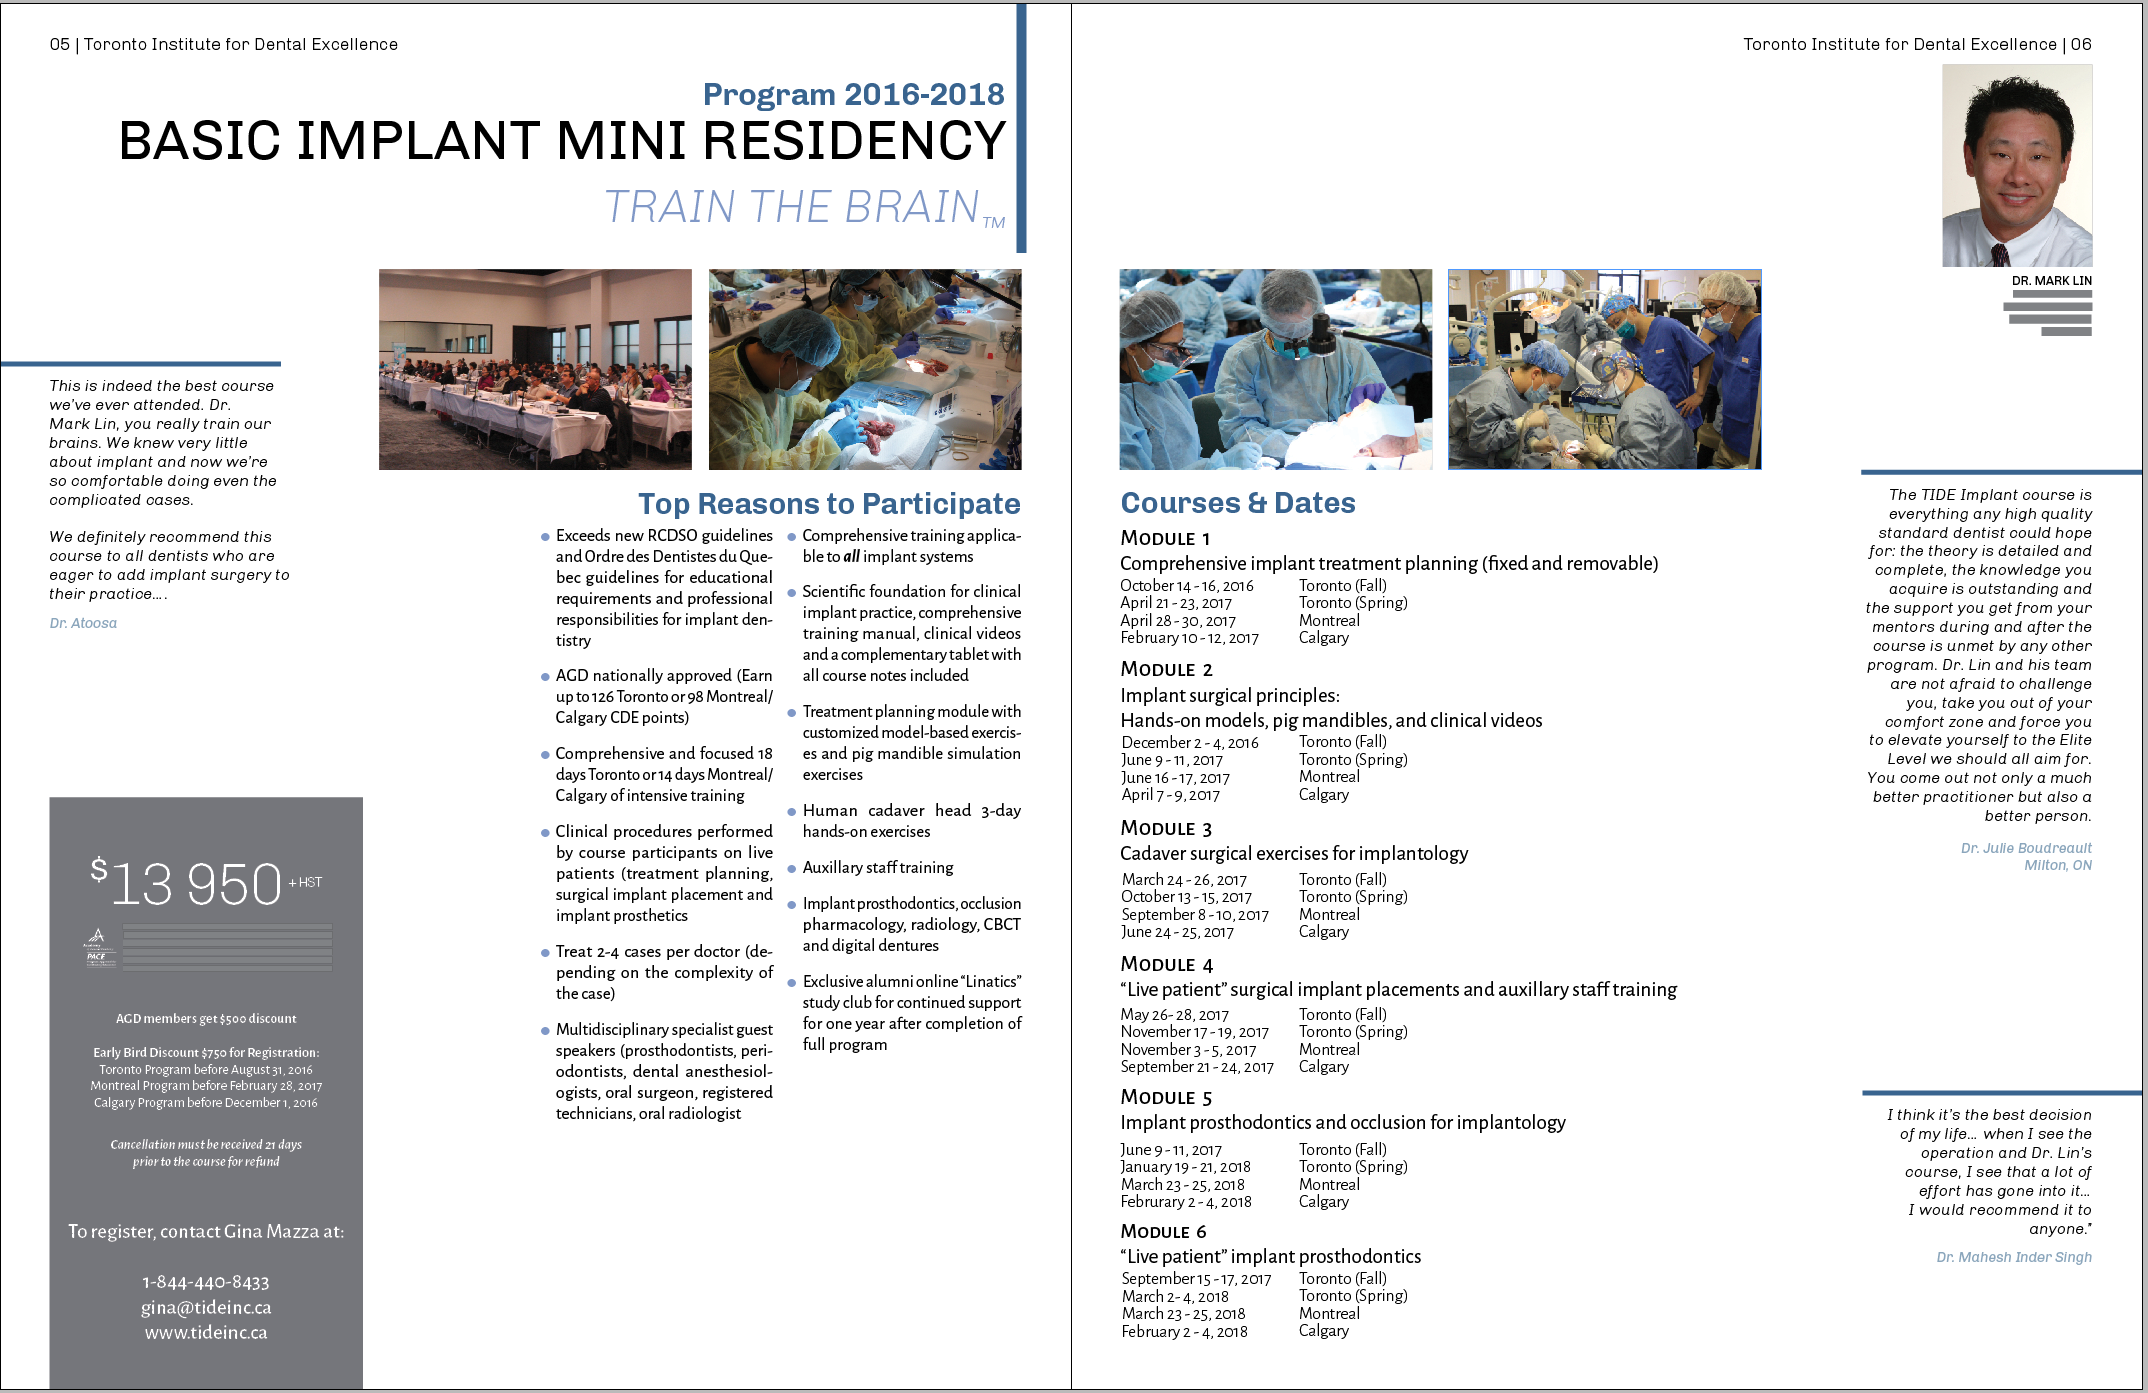 05 | Toronto Institute for Dental Excellence
Program 2016-2018
BASIC IMPLANT MINI RESIDENCY
TRAIN THE BRAIN TM
This is indeed the best course
we've ever attended. Dr.
Mark Lin, you really train our
brains. We knew very little
about implant and now we're
so comfortable doing even the
complicated cases.
We definitely recommend this
course to all dentists who are
eager to add implant surgery to
their practice….
Dr. Atoosa
$13 950 + HST
Academy
PACE
AGD members get $500 discount
Early Bird Discount $750 for Registration:
Toronto Program before August 31, 2016
Montreal Program before February 28, 2017
Calgary Program before December 1, 2016
Cancellation must be received 21 days
prior to the course for refund
To register, contact Gina Mazza at:
1-844-440-8433
gina@tideinc.ca
www.tideinc.ca
Top Reasons to Participate
Exceeds new RCDSO guidelines
and Ordre des Dentistes du Que-
bec guidelines for educational
requirements and professional
responsibilities for implant den-
tistry
AGD nationally approved (Earn
up to 126 Toronto or 98 Montreal/
Calgary CDE points)
Comprehensive and focused 18
days Toronto or 14 days Montreal/
Calgary of intensive training
Clinical procedures performed
by course participants on live
patients (treatment planning,
surgical implant placement and
implant prosthetics
Treat 2-4 cases per doctor (de-
pending on the complexity of
the case)
Multidisciplinary specialist guest
speakers (prosthodontists, peri-
odontists, dental anesthesiol-
ogists, oral surgeon, registered
technicians, oral radiologist
Comprehensive training applica-
ble to all implant systems
Scientific foundation for clinical
implant practice, comprehensive
training manual, clinical videos
and a complementary tablet with
all course notes included
Treatment planning module with
customized model-based exercis-
es and pig mandible simulation
exercises
Human cadaver head 3-day
hands-on exercises
Auxillary staff training
Implant prosthodontics, occlusion
pharmacology, radiology, CBCT
and digital dentures
Exclusive alumni online “Linatics”
study club for continued support
for one year after completion of
full program
Toronto Institute for Dental Excellence | 06
DR. MARK LIN
Courses & Dates
MODULE 1
Comprehensive implant treatment planning (fixed and removable)
October 14 - 16, 2016 Toronto (Fall)
April 21 - 23, 2017 Toronto (Spring)
April 28 - 30, 2017 Montreal
February 10 - 12, 2017 Calgary
MODULE 2
Implant surgical principles:
Hands-on models, pig mandibles, and clinical videos
December 2 - 4, 2016 Toronto (Fall)
June 9 - 11, 2017 Toronto (Spring)
June 16 - 17, 2017 Montreal
April 7 - 9, 2017 Calgary
MODULE 3
Cadaver surgical exercises for implantology
March 24 - 26, 2017 Toronto (Fall)
October 13 - 15, 2017 Toronto (Spring)
September 8 - 10, 2017 Montreal
June 24 - 25, 2017 Calgary
MODULE 4
“Live patient” surgical implant placements and auxillary staff training
May 26- 28, 2017 Toronto (Fall)
November 17 - 19, 2017 Toronto (Spring)
November 3 - 5, 2017 Montreal
September 21 - 24, 2017 Calgary
MODULE 5
Implant prosthodontics and occlusion for implantology
June 9 - 11, 2017 Toronto (Fall)
January 19 - 21, 2018 Toronto (Spring)
March 23 - 25, 2018 Montreal
Februrary 2 - 4, 2018 Calgary
MODULE 6
“Live patient” implant prosthodontics
September 15 - 17, 2017 Toronto (Fall)
March 2- 4, 2018 Toronto (Spring)
March 23 - 25, 2018 Montreal
February 2 - 4, 2018 Calgary
The TIDE Implant course is
everything any high quality
standard dentist could hope
for: the theory is detailed and
complete, the knowledge you
acquire is outstanding and
the support you get from your
mentors during and after the
course is unmet by any other
program. Dr. Lin and his team
are not afraid to challenge
you, take you out of your
comfort zone and force you
to elevate yourself to the Elite
Level we should all aim for.
You come out not only a much
better practitioner but also a
better person.
Dr. Julie Boudreault
Milton, ON
I think it's the best decision
of my life... when I see the
operation and Dr. Lin's
course, I see that a lot of
effort has gone into it...
I would recommend it to
anyone.”
Dr. Mahesh Inder Singh